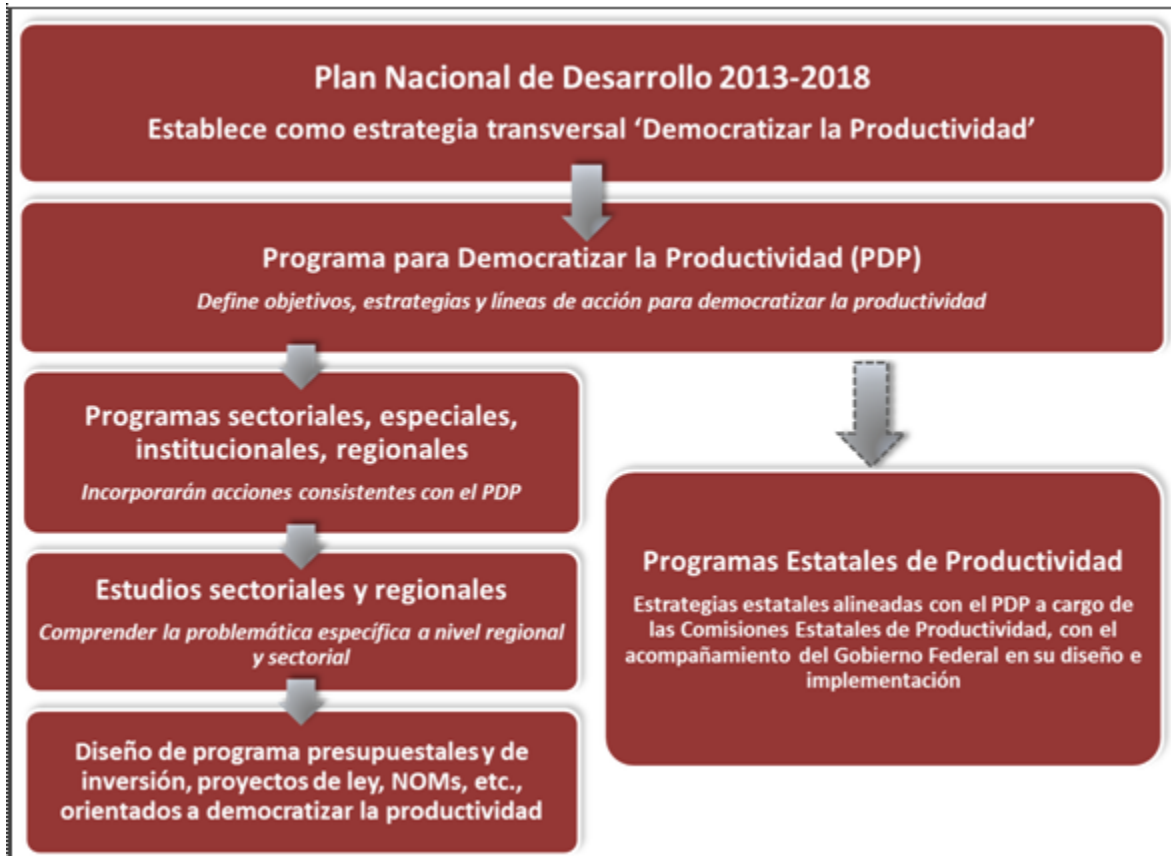 Plan Nacional de Desarrollo 2013-2018
Establece como estrategia transversal ‘Democratizar la Productividad’
Programa para Democratizar la Productividad (PDP)
Define objetivos, estrategias y líneas de acción para democratizar la productividad
Programas sectoriales, especiales,
institucionales, regionales
Incorporarán acciones consistentes con el PDP
Estudios sectoriales y regionales
Comprender la problemática específica a nivel regional
y sectorial
Diseño de programa presupuestales y de
inversión, proyectos de ley, NOMs, etc.,
orientados a democratizar la productividad
Programas Estatales de Productividad
Estrategias estatales alineadas con el PDP a cargo de
las Comisiones Estatales de Productividad, con el
acompañamiento del Gobierno Federal en su diseño e
implementación